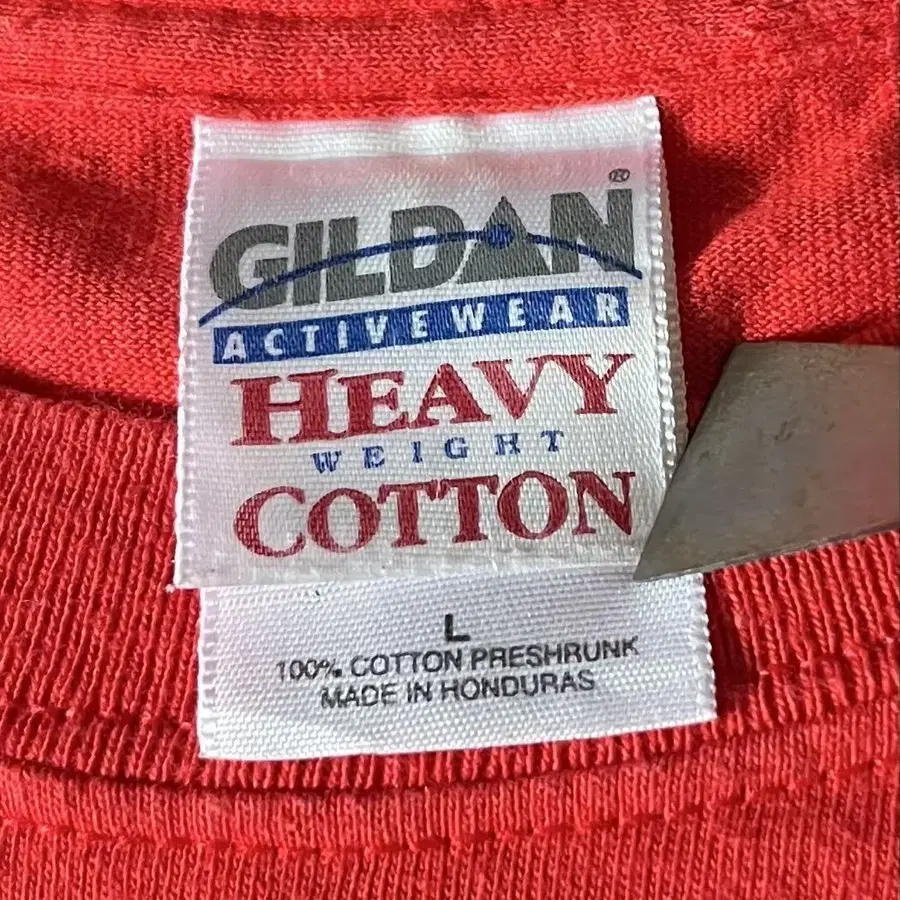 GILDAN®
ACTIVEWEAR
HEAVY
WEIGHT
COTTON
L
100% COTTON PRESHRUNK
MADE IN HONDURAS